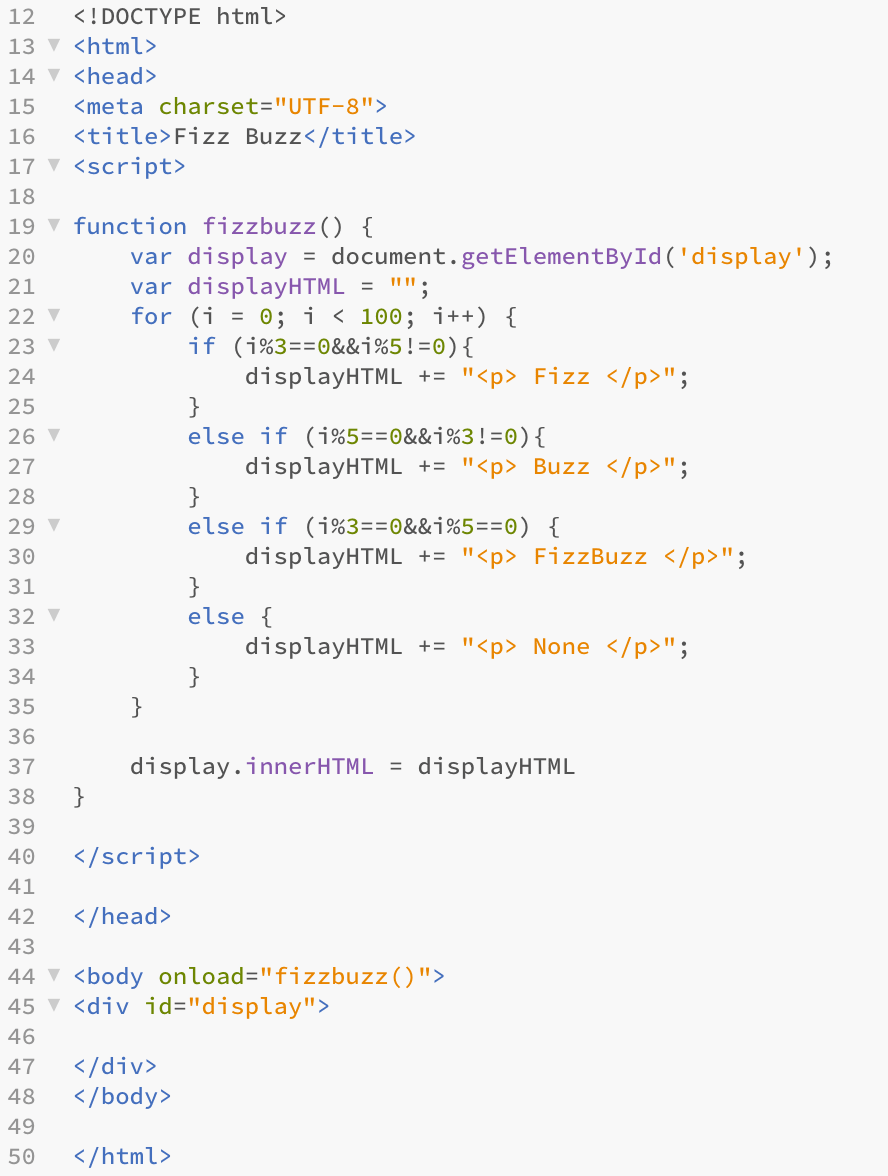 12 <!DOCTYPE html>
13 ▼ <html>
14 ▼ <head>
15 <meta charset="UTF-8">
16 <title>Fizz Buzz</title>
17 ▼ <script>
18
19 ▼ function fizzbuzz() {
20     var display = document.getElementById('display');
21     var displayHTML = "";
22 ▼     for (i = 0; i < 100; i++) {
23 ▼         if (i%3==0&&i%5!=0){
24             displayHTML += "<p> Fizz </p>";
25         }
26 ▼         else if (i%5==0&&i%3!=0){
27             displayHTML += "<p> Buzz </p>";
28         }
29 ▼         else if (i%3==0&&i%5==0) {
30             displayHTML += "<p> FizzBuzz </p>";
31         }
32 ▼         else {
33             displayHTML += "<p> None </p>";
34         }
35     }
36
37     display.innerHTML = displayHTML
38 }
39
40 </script>
41
42 </head>
43
44 ▼ <body onload="fizzbuzz()">
45 ▼ <div id="display">
46
47 </div>
48 </body>
49
50 </html>